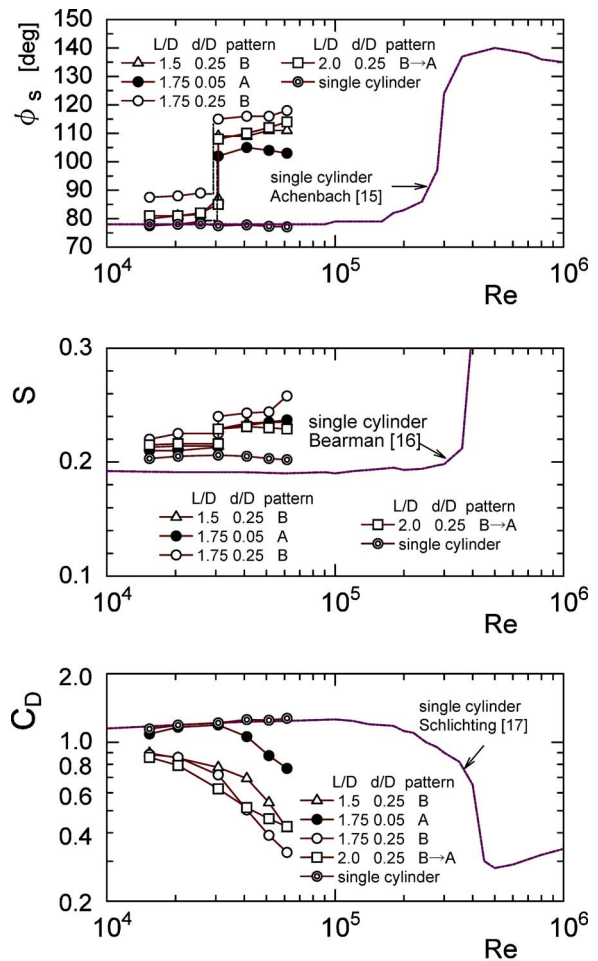 150
140
130
120
110
100
90
80
70
ϕs [deg]
L/D d/D pattern
1.5 0.25 B
1.75 0.05 A
1.75 0.25 B
L/D d/D pattern
2.0 0.25 B→A
single cylinder
single cylinder
Achenbach [15]
10^4 10^5 10^6
Re
0.3
0.2
0.1
S
single cylinder
Bearman [16]
L/D d/D pattern
1.5 0.25 B
1.75 0.05 A
1.75 0.25 B
L/D d/D pattern
2.0 0.25 B→A
single cylinder
10^4 10^5 10^6
Re
2.0
1.0
0.8
0.6
0.4
0.2
CD
single cylinder
Schlichting [17]
L/D d/D pattern
1.5 0.25 B
1.75 0.05 A
1.75 0.25 B
2.0 0.25 B→A
single cylinder
10^4 10^5 10^6
Re